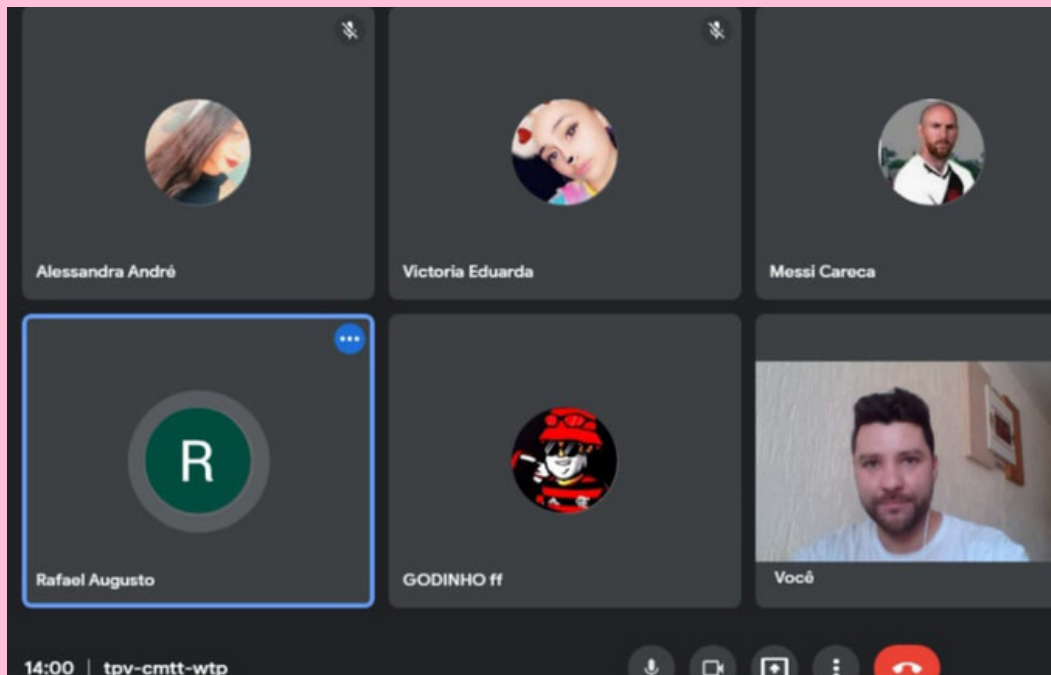 Alessandra André
Victoria Eduarda
Messi Careca
R
Rafael Augusto
GODINHO ff
Você
14:00 | tpv-cmtt-wtp